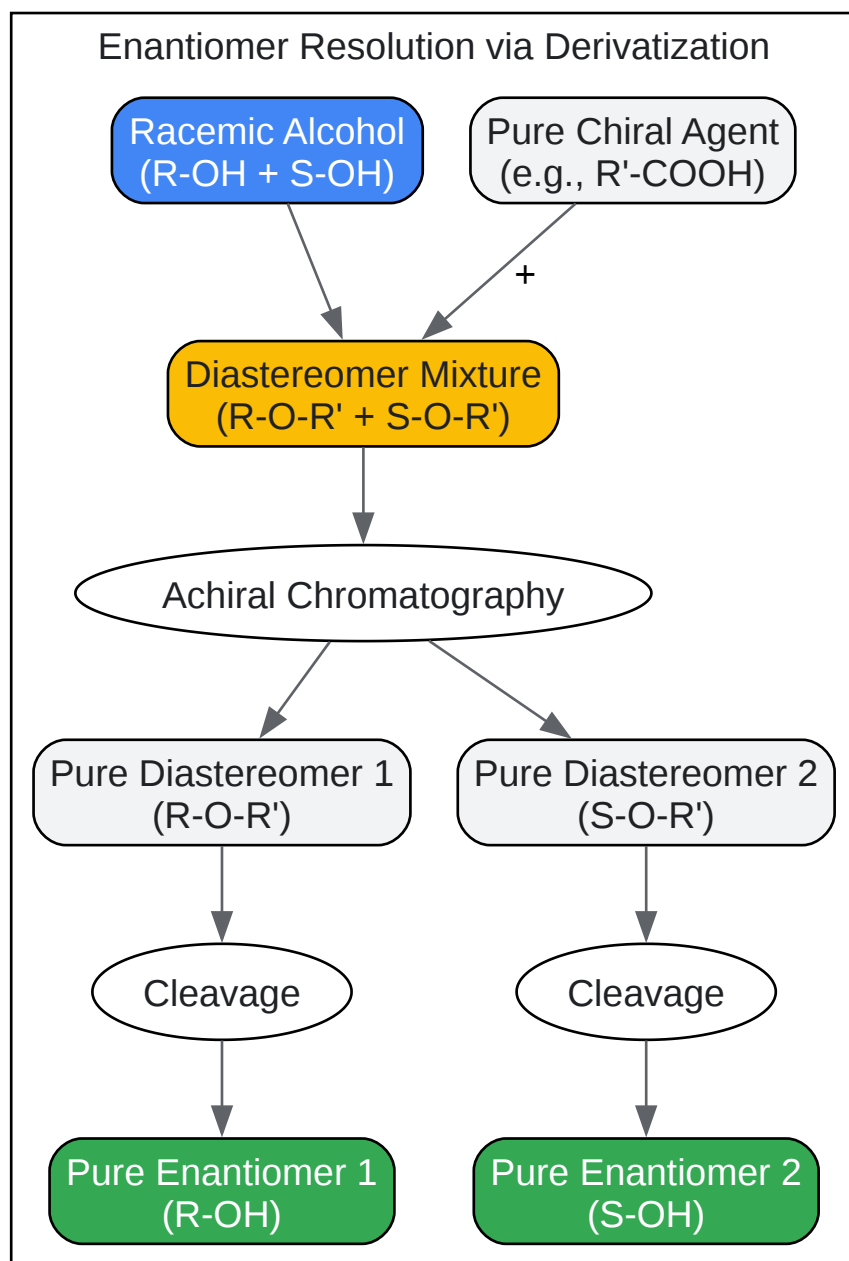 Enantiomer Resolution via Derivatization
Racemic Alcohol
(R-OH + S-OH)
Pure Chiral Agent
(e.g., R'-COOH)
+
Diastereomer Mixture
(R-O-R' + S-O-R')
Achiral Chromatography
Pure Diastereomer 1
(R-O-R')
Pure Diastereomer 2
(S-O-R')
Cleavage
Cleavage
Pure Enantiomer 1
(R-OH)
Pure Enantiomer 2
(S-OH)